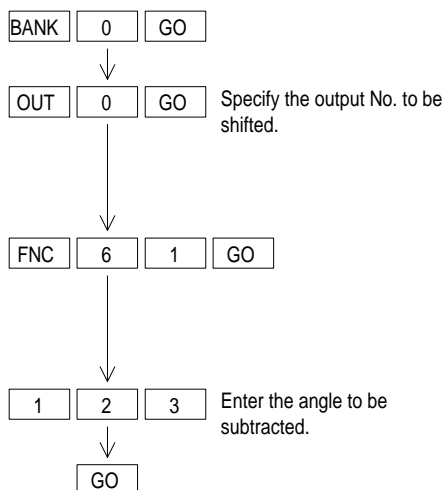 BANK 0 GO
OUT 0 GO Specify the output No. to be
shifted.
FNC 6 1 GO
1 2 3 Enter the angle to be
subtracted.
GO